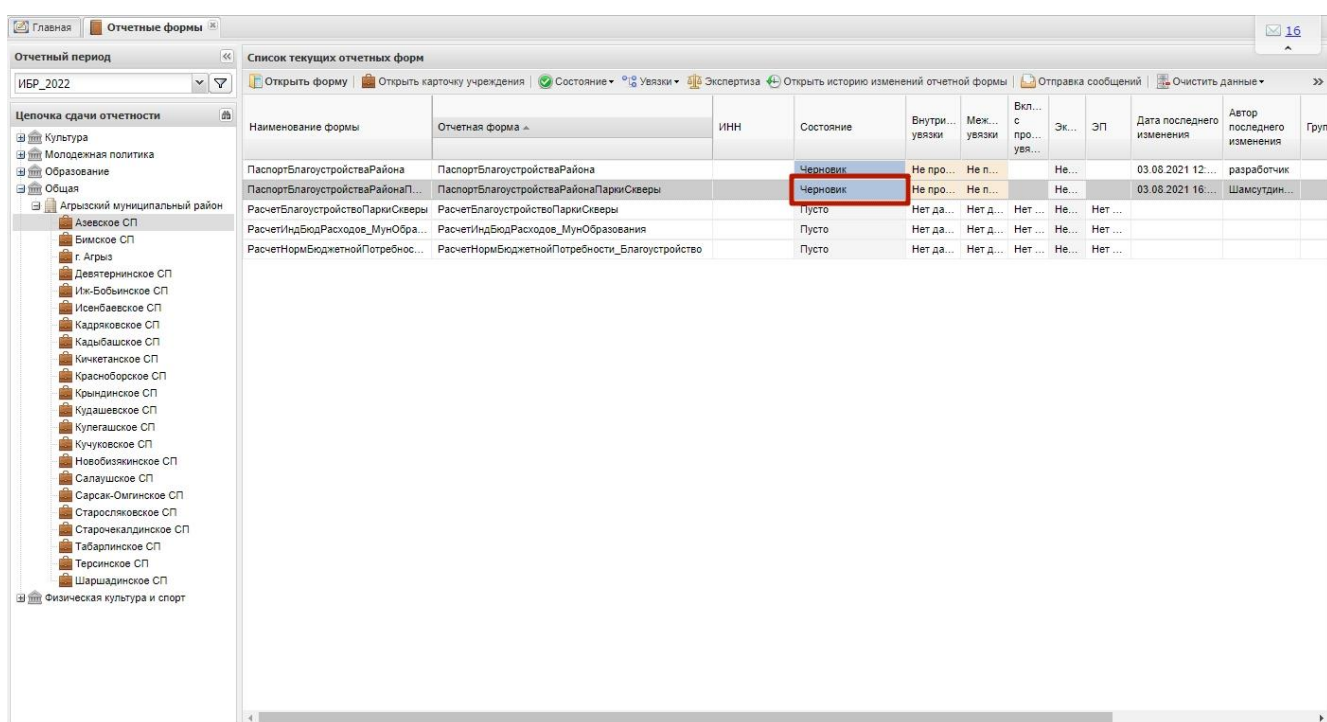 Главная
Отчетные формы
16
Отчетный период
Список текущих отчетных форм
ИБР_2022
Открыть форму
Открыть карточку учреждения
Состояние
Увязки
Экспертиза
Открыть историю изменений отчетной формы
Отправка сообщений
Очистить данные
Цепочка сдачи отчетности
Наименование формы
Отчетная форма
ИНН
Состояние
Внутри... увязки
Меж... увязки
Вкл... с про... увя...
Эк...
ЭП
Дата последнего изменения
Автор последнего изменения
Груп
ПаспортБлагоустройстваРайона ПаспортБлагоустройстваРайона Черновик Не про... Не п... Не... 03.08.2021 12:... разработчик
ПаспортБлагоустройстваРайонаП... ПаспортБлагоустройстваРайонаПаркиСкверы Черновик Не про... Не п... Не... 03.08.2021 16:... Шамсутдин...
РасчетБлагоустройствоПаркиСкверы РасчетБлагоустройствоПаркиСкверы Пусто Нет да... Нет д... Нет ... Не... Нет ...
РасчетИндБюдРасходов_МунОбра... РасчетИндБюдРасходов_МунОбразования Пусто Нет да... Нет д... Нет ... Не... Нет ...
РасчетНормБюджетнойПотребнос... РасчетНормБюджетнойПотребности_Благоустройство Пусто Нет да... Нет д... Нет ... Не... Нет ...
Культура
Молодежная политика
Образование
Общая
Агрызский муниципальный район
Азевское СП
Бимское СП
г. Агрыз
Девятернинское СП
Иж-Бобьинское СП
Исенбаевское СП
Кадряковское СП
Кадыбашское СП
Кичкетанское СП
Красноборское СП
Крындинское СП
Кудашевское СП
Кулегашское СП
Кучуковское СП
Новобизякинское СП
Салаушское СП
Сарсак-Омгинское СП
Старосляковское СП
Старочекалдинское СП
Табарлинское СП
Терсинское СП
Шаршадинское СП
Физическая культура и спорт